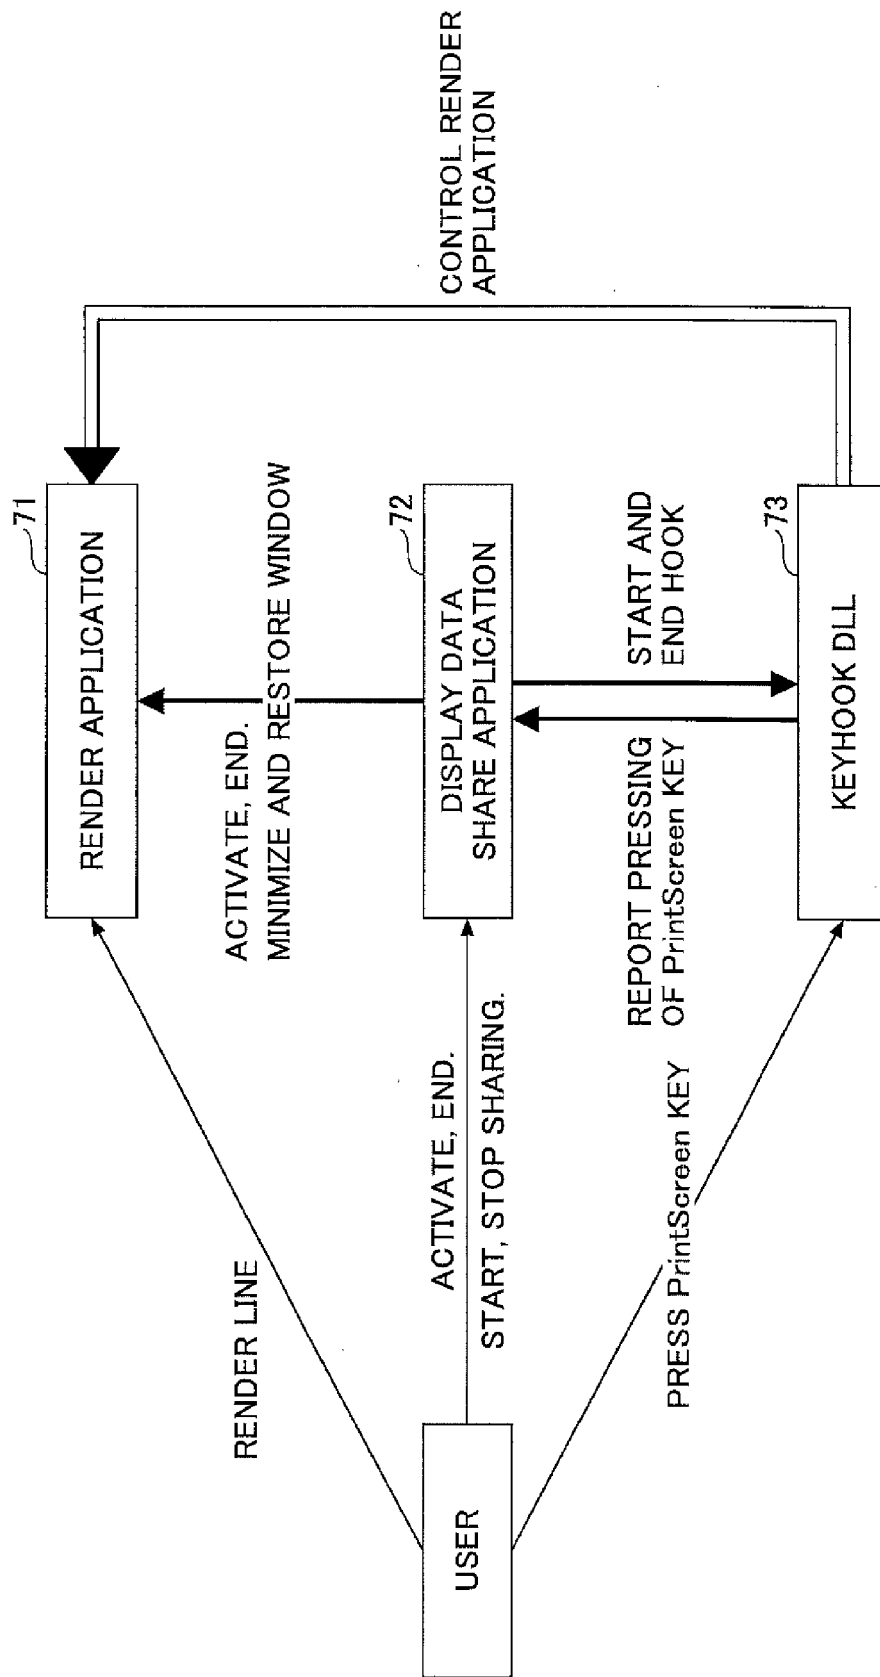 RENDER LINE
ACTIVATE, END.
MINIMIZE AND RESTORE WINDOW
RENDER APPLICATION
71
CONTROL RENDER
APPLICATION
USER
ACTIVATE, END.
START, STOP SHARING.
DISPLAY DATA
SHARE APPLICATION
72
PRESS PrintScreen KEY
REPORT PRESSING
OF PrintScreen KEY
START AND
END HOOK
KEYHOOK DLL
73